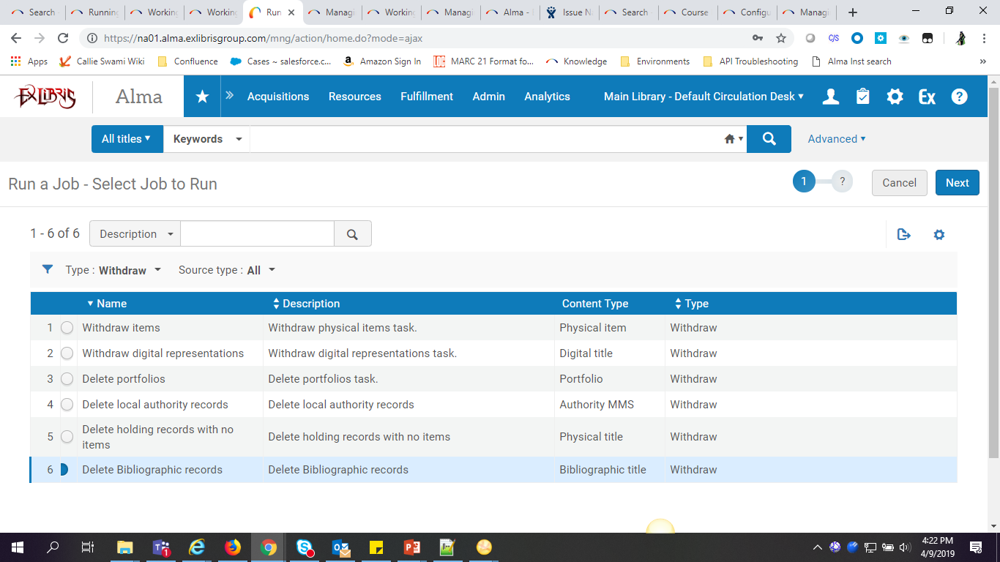 Search
Runnin
Working
Working
Run
Managi
Working
Managi
Alma -
Issue N
Search
Course
Configu
Managi
https://na01.alma.exlibrisgroup.com/mng/action/home.do?mode=ajax
C/S
Apps
Callie Swami Wiki
Confluence
Cases ~ salesforce.c...
Amazon Sign In
MARC 21 Format fo...
Knowledge
Environments
API Troubleshooting
Alma Inst search
»
EX LIBRIS
Alma
Acquisitions
Resources
Fulfillment
Admin
Analytics
Main Library - Default Circulation Desk
Ex
?
All titles
Keywords
Advanced
Run a Job - Select Job to Run
1
?
Cancel
Next
1 - 6 of 6
Description
Type : Withdraw
Source type : All
Name Description Content Type Type
1 Withdraw items Withdraw physical items task. Physical item Withdraw
2 Withdraw digital representations Withdraw digital representations task. Digital title Withdraw
3 Delete portfolios Delete portfolios task. Portfolio Withdraw
4 Delete local authority records Delete local authority records Authority MMS Withdraw
5 Delete holding records with no items Delete holding records with no items Physical title Withdraw
6 Delete Bibliographic records Delete Bibliographic records Bibliographic title Withdraw
4:22 PM
4/9/2019